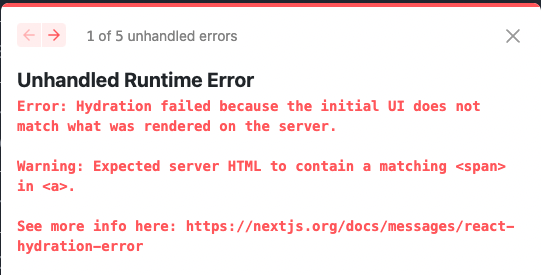 1 of 5 unhandled errors
Unhandled Runtime Error
Error: Hydration failed because the initial UI does not
match what was rendered on the server.
Warning: Expected server HTML to contain a matching <span>
in <a>.
See more info here: https://nextjs.org/docs/messages/react-
hydration-error